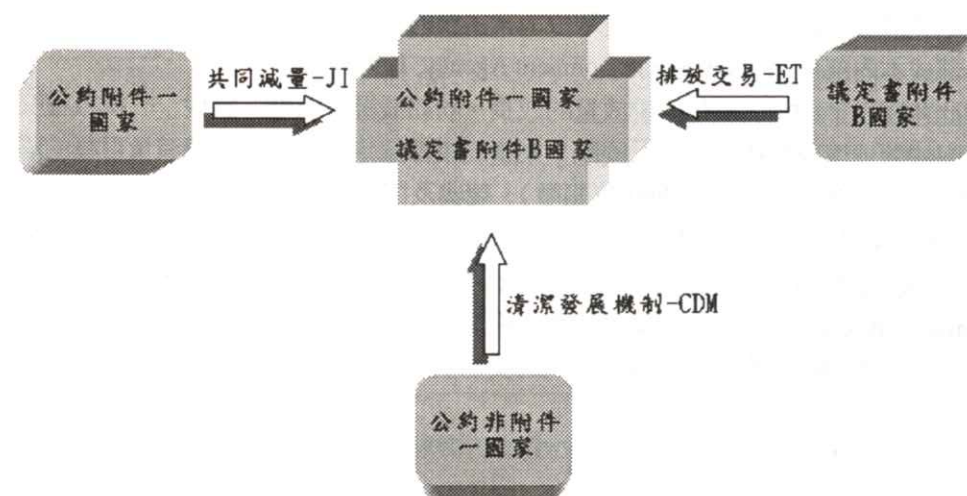 公約附件一
國家
共同減量-JI
公約附件一國家
議定書附件B國家
排放交易-ET
議定書附件
B國家
清潔發展機制-CDM
公約非附件
一國家